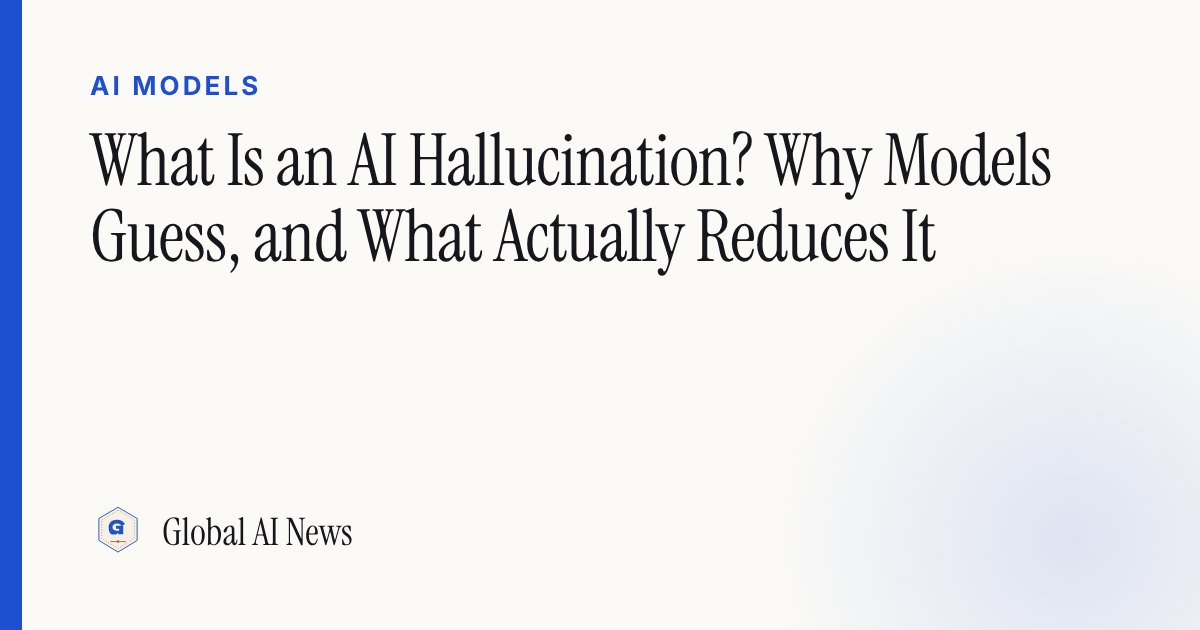 AI MODELS
What Is an AI Hallucination? Why Models
Guess, and What Actually Reduces It
G
Global AI News